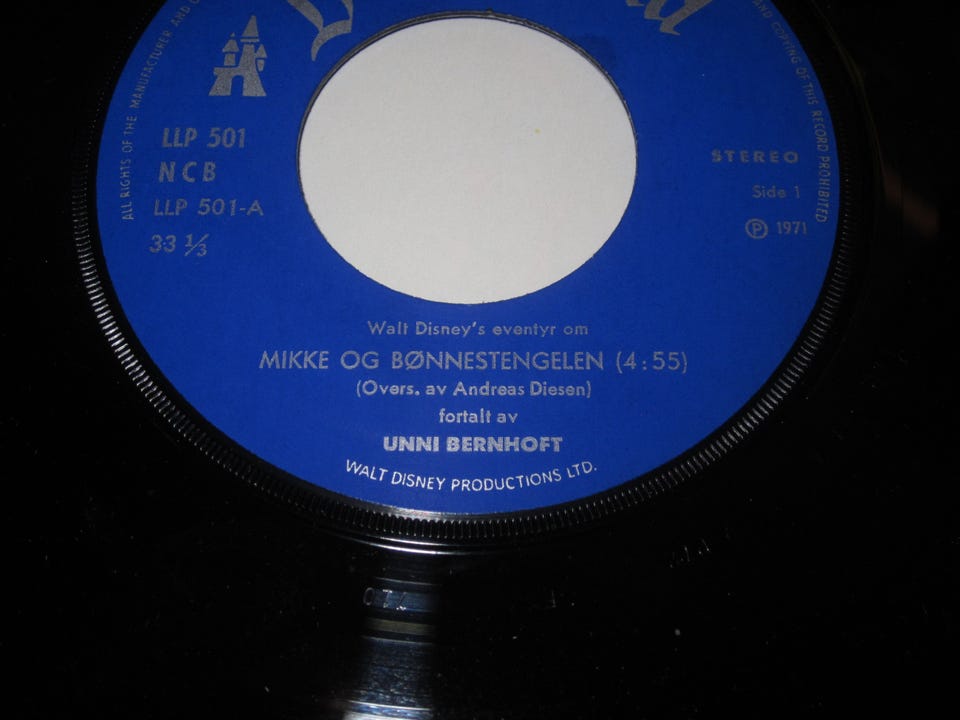 ALL RIGHTS OF THE MANUFACTURER AND
AND COPYING OF THIS RECORD PROHIBITED
LLP 501
NCB
LLP 501-A
33 1/3
STEREO
Side 1
Ⓟ 1971
Walt Disney's eventyr om
MIKKE OG BØNNESTENGELEN (4:55)
(Overs. av Andreas Diesen)
fortalt av
UNNI BERNHOFT
WALT DISNEY PRODUCTIONS LTD.